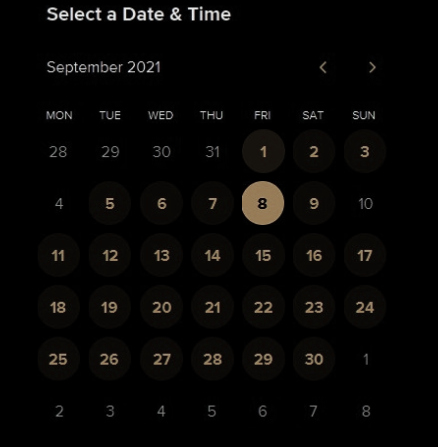 Select a Date & Time
September 2021
MON TUE WED THU FRI SAT SUN
28 29 30 31 1 2 3
4 5 6 7 8 9 10
11 12 13 14 15 16 17
18 19 20 21 22 23 24
25 26 27 28 29 30 1
2 3 4 5 6 7 8